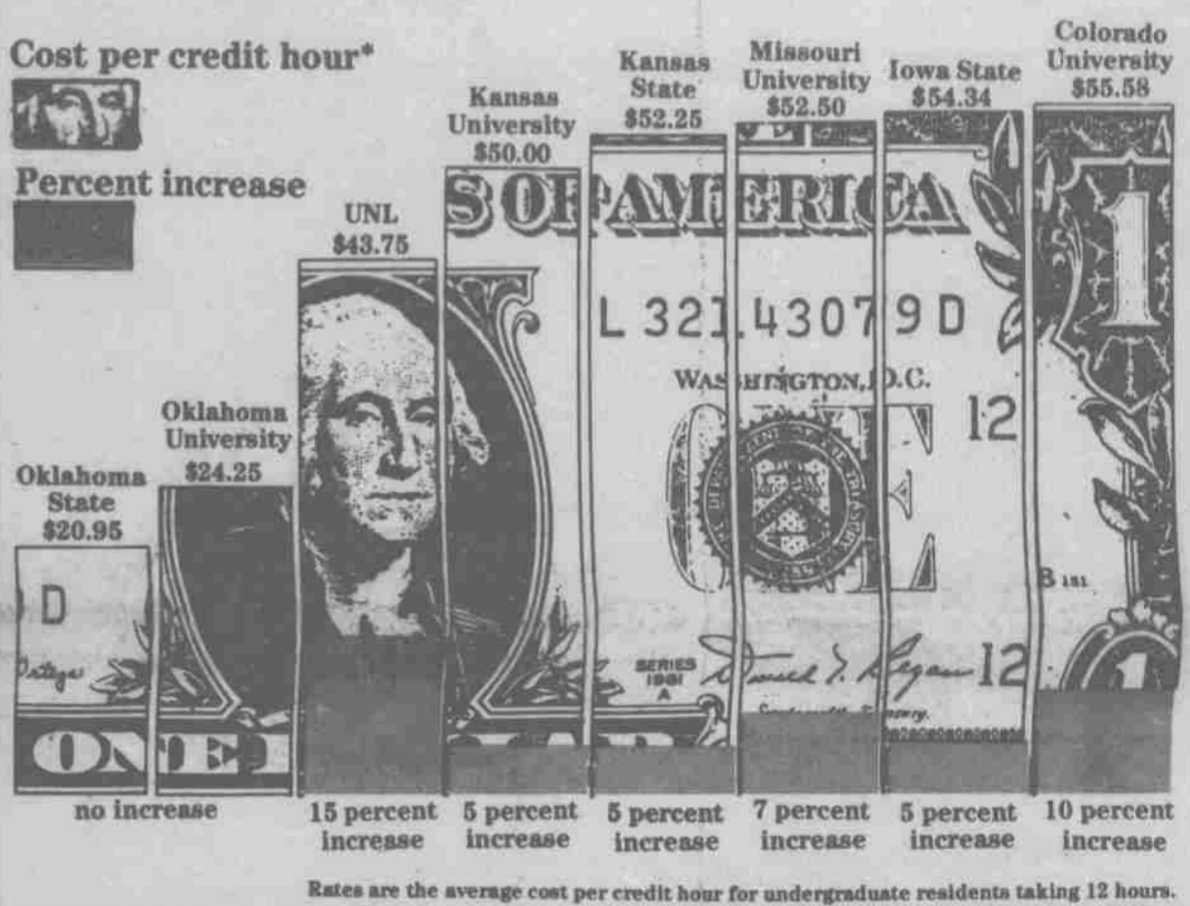 Cost per credit hour*
Percent increase
Oklahoma
State
$20.95
Oklahoma
University
$24.25
UNL
$43.75
Kansas
University
$50.00
Kansas
State
$52.25
Missouri
University
$52.50
Iowa State
$54.34
Colorado
University
$55.58
S OF AMERICA
1
L 32143079 D
WASHINGTON, D.C.
12
D
B 181
SERIES
1981
A
12
1
ONE
no increase
15 percent
increase
5 percent
increase
5 percent
increase
7 percent
increase
5 percent
increase
10 percent
increase
Rates are the average cost per credit hour for undergraduate residents taking 12 hours.